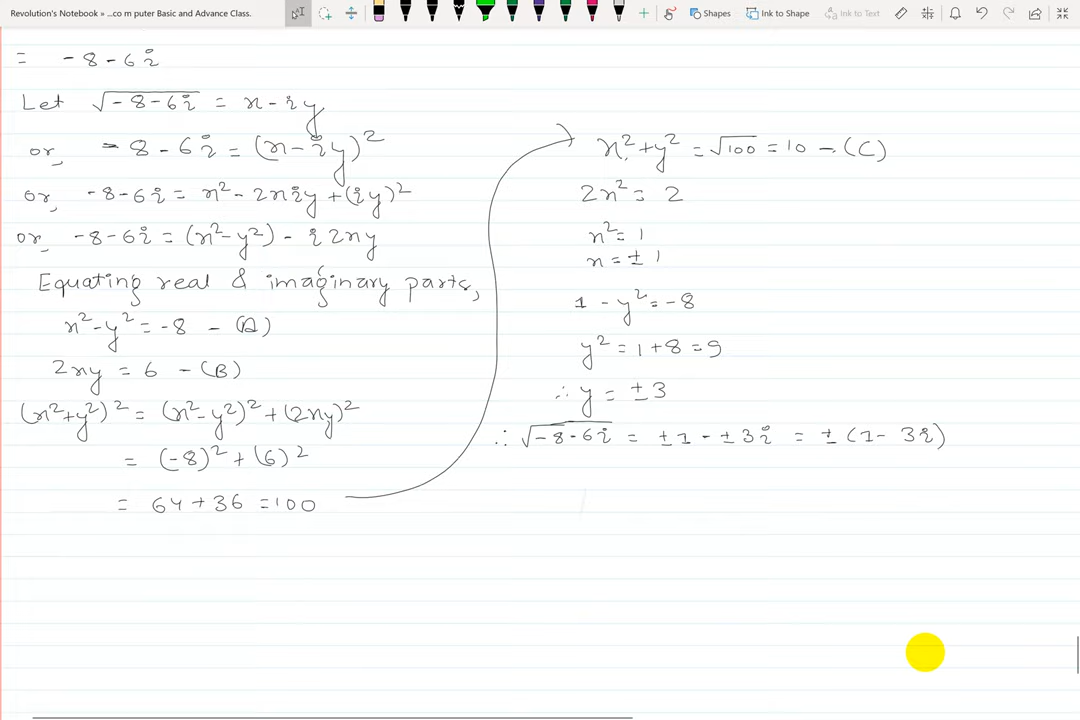 Revolution's Notebook » ...co m puter Basic and Advance Class.
Shapes
Ink to Shape
Ink to Text
= -8-6i
Let √-8-6i = x-iy
or, -8-6i = (x-iy)²
or, -8-6i = x²-2xiy+(iy)²
or, -8-6i = (x²-y²) - i2xy
Equating real & imaginary parts,
x²-y² = -8 - (A)
2xy = 6 - (B)
(x²+y²)² = (x²-y²)²+(2xy)²
= (-8)²+(6)²
= 64+36 =100
x²+y² = √100 = 10 - (C)
2x² = 2
x² = 1
x = ± 1
1 - y² = -8
y² = 1+8 = 9
∴ y = ±3
∴ √-8-6i = ±1 - ±3i = ±(1-3i)